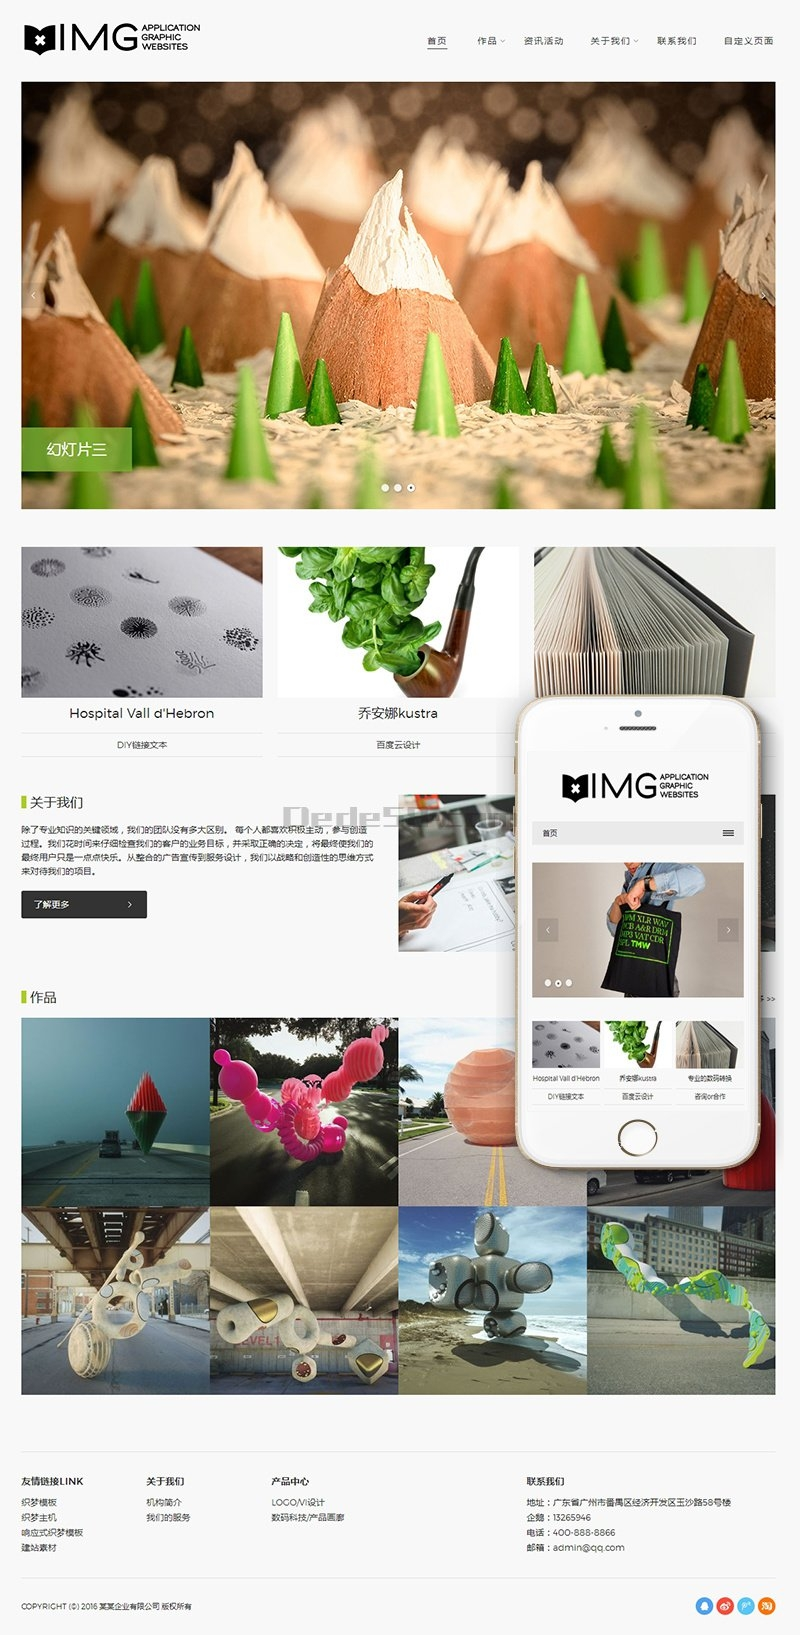 IMG APPLICATION
GRAPHIC
WEBSITES
首页 作品 资讯活动 关于我们 联系我们 自定义页面
幻灯片三
Hospital Vall d'Hebron
DIY链接文本
乔安娜kustra
百度云设计
关于我们
除了专业知识的关键领域，我们的团队没有多大区别。 每个人都喜欢积极主动，参与创造
过程。我们花时间来仔细检查我们的客户的业务目标，并采取正确的决定，将最终使我们的
最终用户只是一点点快乐。从整合的广告宣传到服务设计，我们以战略和创造性的思维方式
来对待我们的项目。
了解更多
作品
>>
IMG APPLICATION
GRAPHIC
WEBSITES
首页
WM XLR WAV
A&R DR14
MP3 VAT CDR
SPL TMW
Hospital Vall d'Hebron
DIY链接文本
乔安娜kustra
百度云设计
专业的数码转换
咨询or合作
友情链接LINK
织梦模板
织梦主机
响应式织梦模板
建站素材
关于我们
机构简介
我们的服务
产品中心
LOGO/VI设计
数码科技/产品画廊
联系我们
地址：广东省广州市番禺区经济开发区玉沙路58号楼
企鹅：13265946
电话：400-888-8866
邮箱：admin@qq.com
COPYRIGHT (©) 2016 某某企业有限公司 版权所有